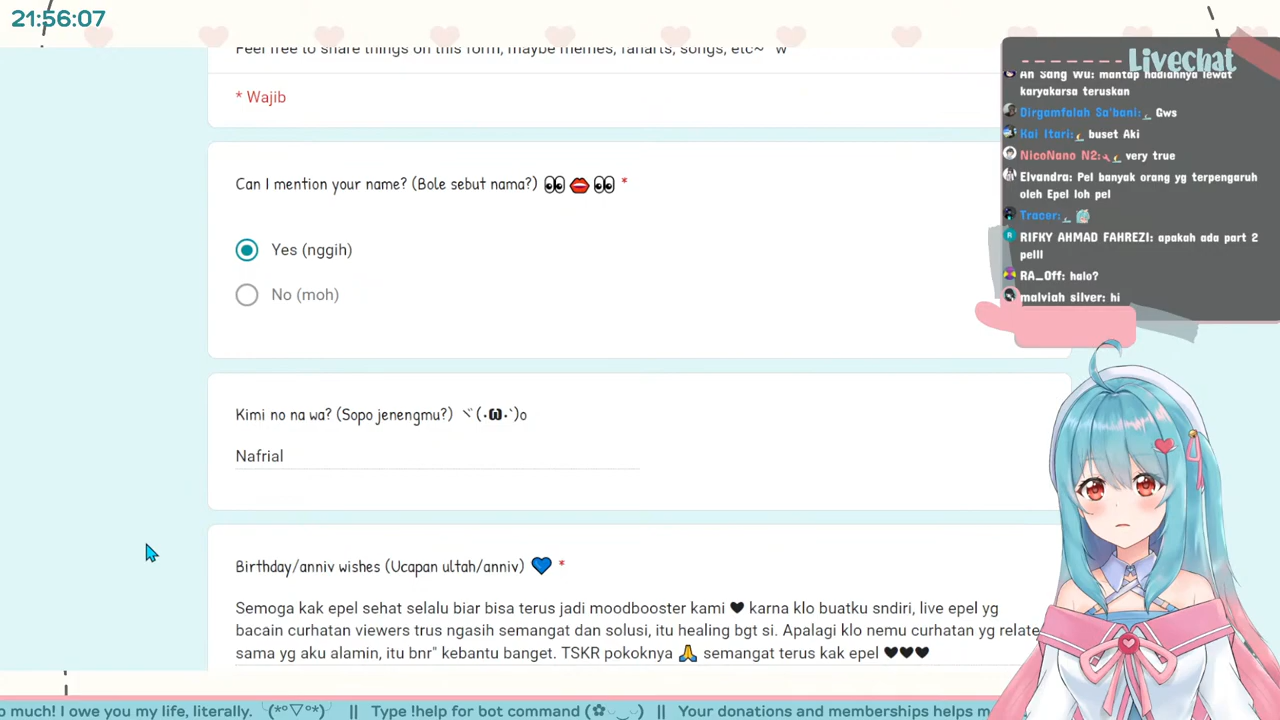 21:56:07
Feel free to share things on this form, maybe memes, fanarts, songs, etc~ w
* Wajib
Can I mention your name? (Bole sebut nama?) 👀👄👀 *
Yes (nggih)
No (moh)
Kimi no na wa? (Sopo jenengmu?) ヾ(･ω･`)o
Nafrial
Birthday/anniv wishes (Ucapan ultah/anniv) 💙 *
Semoga kak epel sehat selalu biar bisa terus jadi moodbooster kami ❤ karna klo buatku sndiri, live epel yg
bacain curhatan viewers trus ngasih semangat dan solusi, itu healing bgt si. Apalagi klo nemu curhatan yg relate
sama yg aku alamin, itu bnr" kebantu banget. TSKR pokoknya 🙏 semangat terus kak epel ❤❤❤
Livechat
An Sang Wu: mantap hadiahnya lewat
karyakarsa teruskan
Dirgamfalah Sa'bani: Gws
Kai Itari: buset Aki
NicoNano N2: very true
Elvandra: Pel banyak orang yg terpengaruh
oleh Epel loh pel
Tracer:
RIFKY AHMAD FAHREZI: apakah ada part 2
pelll
RA_Off: halo?
malviah silver: hi
o much! I owe you my life, literally. ╰(*°▽°*)╯ || Type !help for bot command (✿◡‿◡) || Your donations and memberships helps m